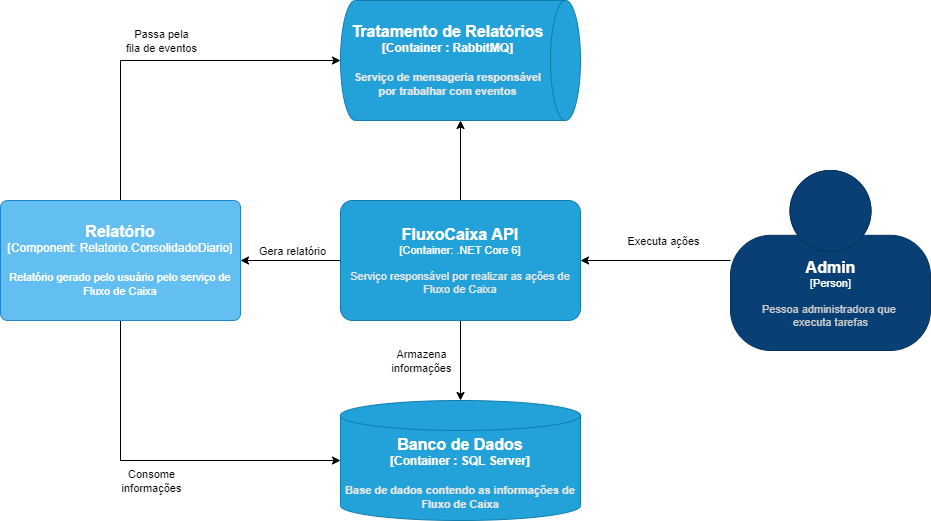 Tratamento de Relatórios
[Container : RabbitMQ]
Serviço de mensageria responsável
por trabalhar com eventos
Passa pela
fila de eventos
Relatório
[Component: Relatorio.ConsolidadoDiario]
Relatório gerado pelo usuário pelo serviço de
Fluxo de Caixa
Gera relatório
FluxoCaixa API
[Container: .NET Core 6]
Serviço responsável por realizar as ações de
Fluxo de Caixa
Executa ações
Admin
[Person]
Pessoa administradora que
executa tarefas
Armazena
informações
Consome
informações
Banco de Dados
[Container : SQL Server]
Base de dados contendo as informações de
Fluxo de Caixa